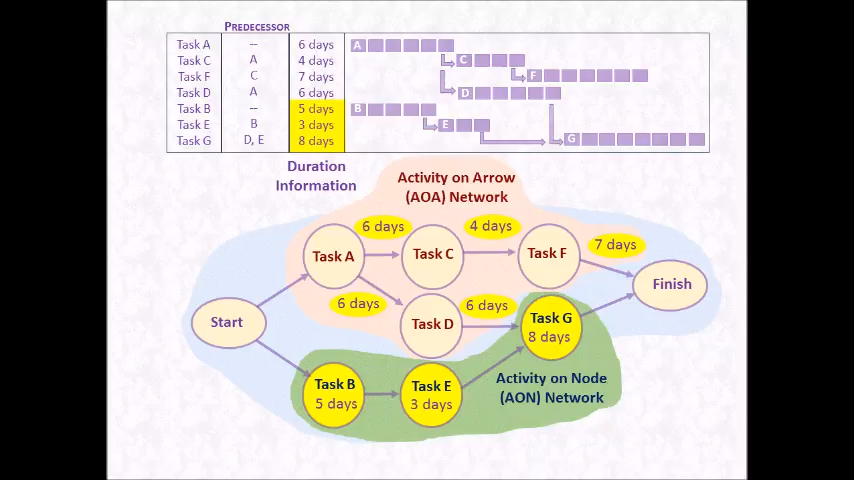 PREDECESSOR
Task A -- 6 days A
Task C A 4 days C
Task F C 7 days F
Task D A 6 days D
Task B -- 5 days B
Task E B 3 days E
Task G D, E 8 days G
Duration
Information
Activity on Arrow
(AOA) Network
6 days
4 days
7 days
Task A
Task C
Task F
Finish
6 days
6 days
Start
Task D
Task G
8 days
Task B
5 days
Task E
3 days
Activity on Node
(AON) Network